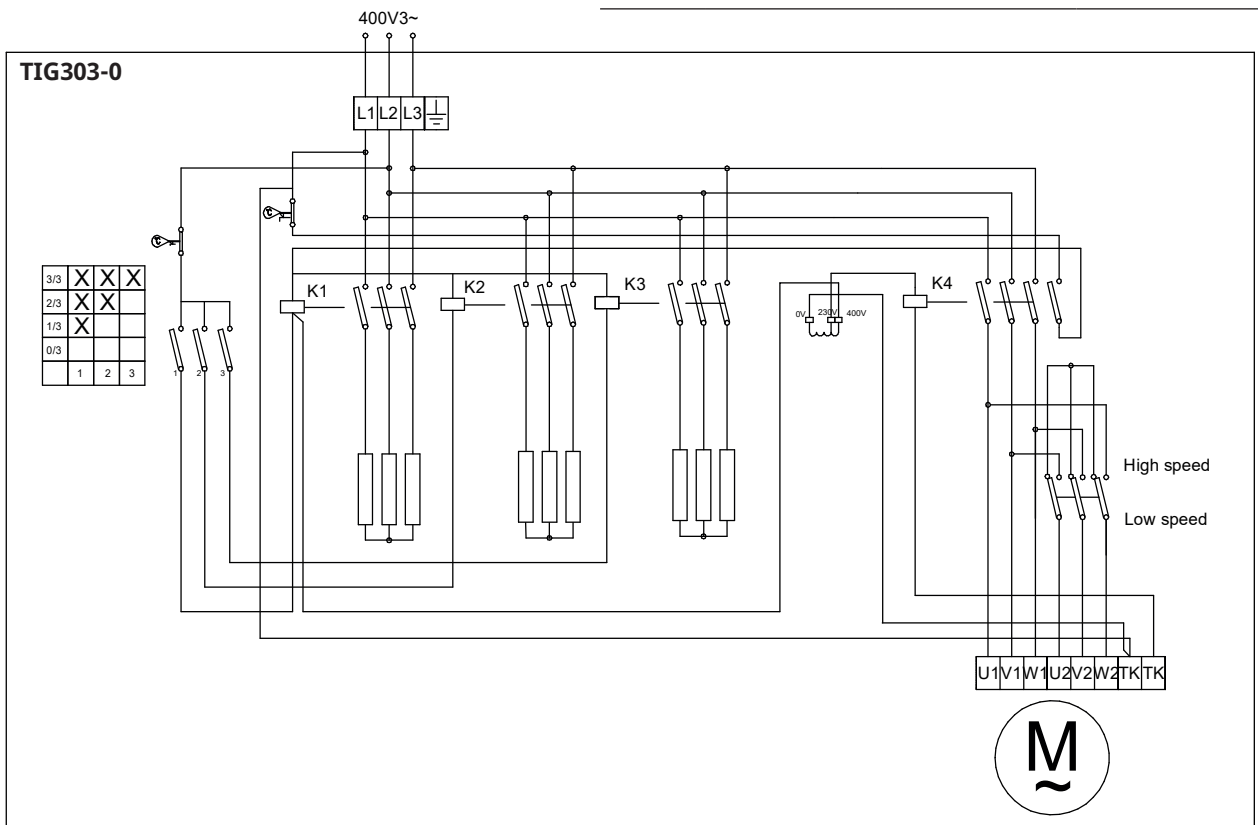 400V3~
TIG303-0
L1 L2 L3
K1
K2
K3
K4
0V 230V 400V
3/3 X X X
2/3 X X
1/3 X
0/3
1 2 3
1 2 3
High speed
Low speed
U1 V1 W1 U2 V2 W2 TK TK
M
~